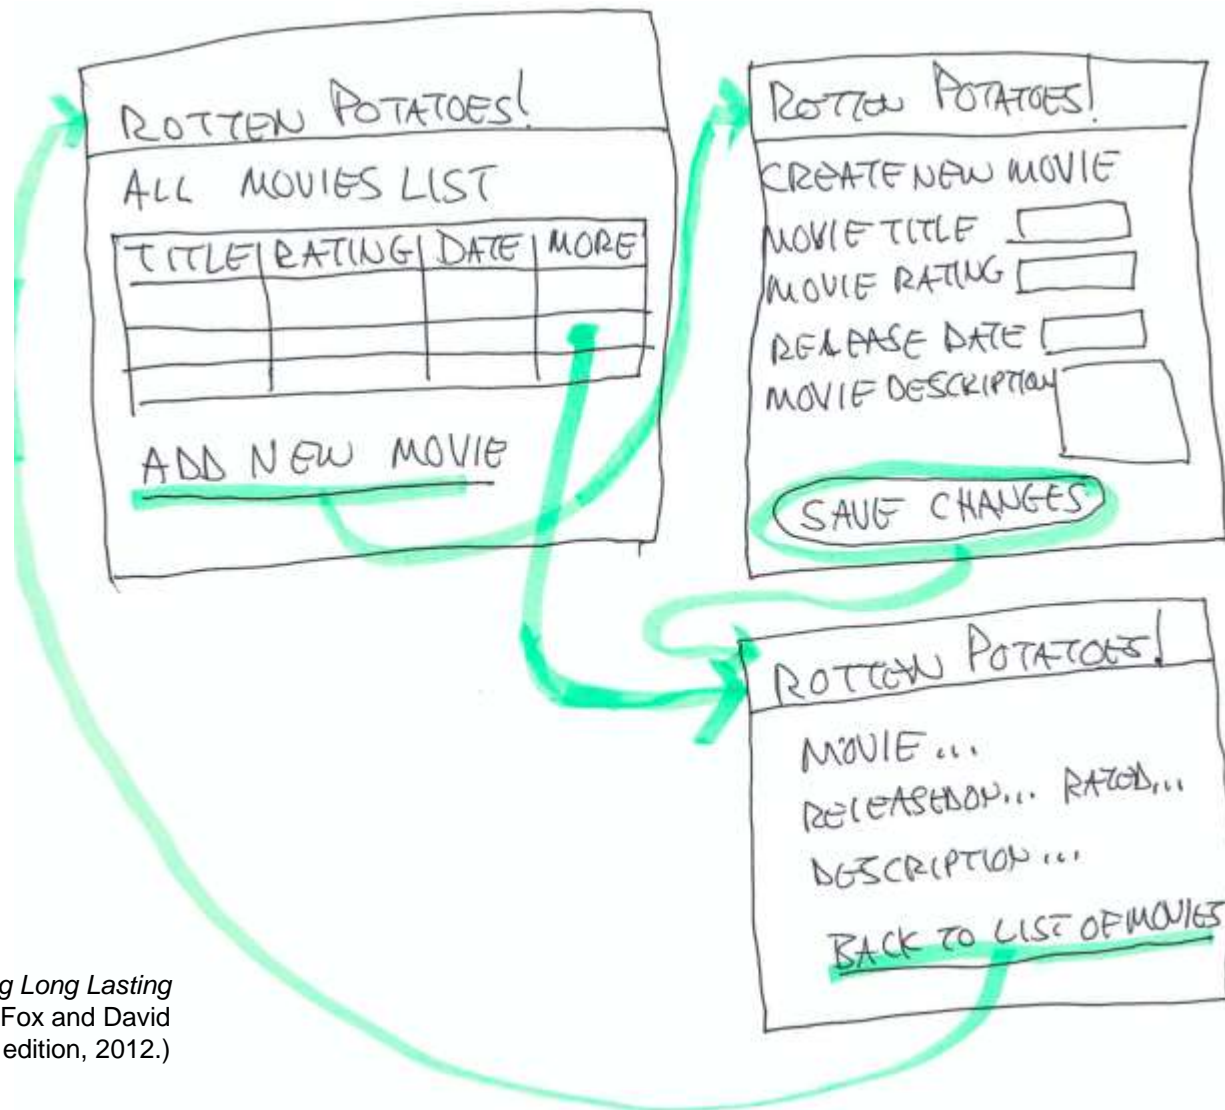 ROTTEN POTATOES!
ALL MOVIES LIST
TITLE RATING DATE MORE
ADD NEW MOVIE
ROTTEN POTATOES!
CREATE NEW MOVIE
MOVIE TITLE
MOVIE RATING
RELEASE DATE
MOVIE DESCRIPTION
SAVE CHANGES
ROTTEN POTATOES!
MOVIE ...
RELEASED ON... RATED...
DESCRIPTION ...
BACK TO LIST OF MOVIES
g Long Lasting
Fox and David
edition, 2012.)